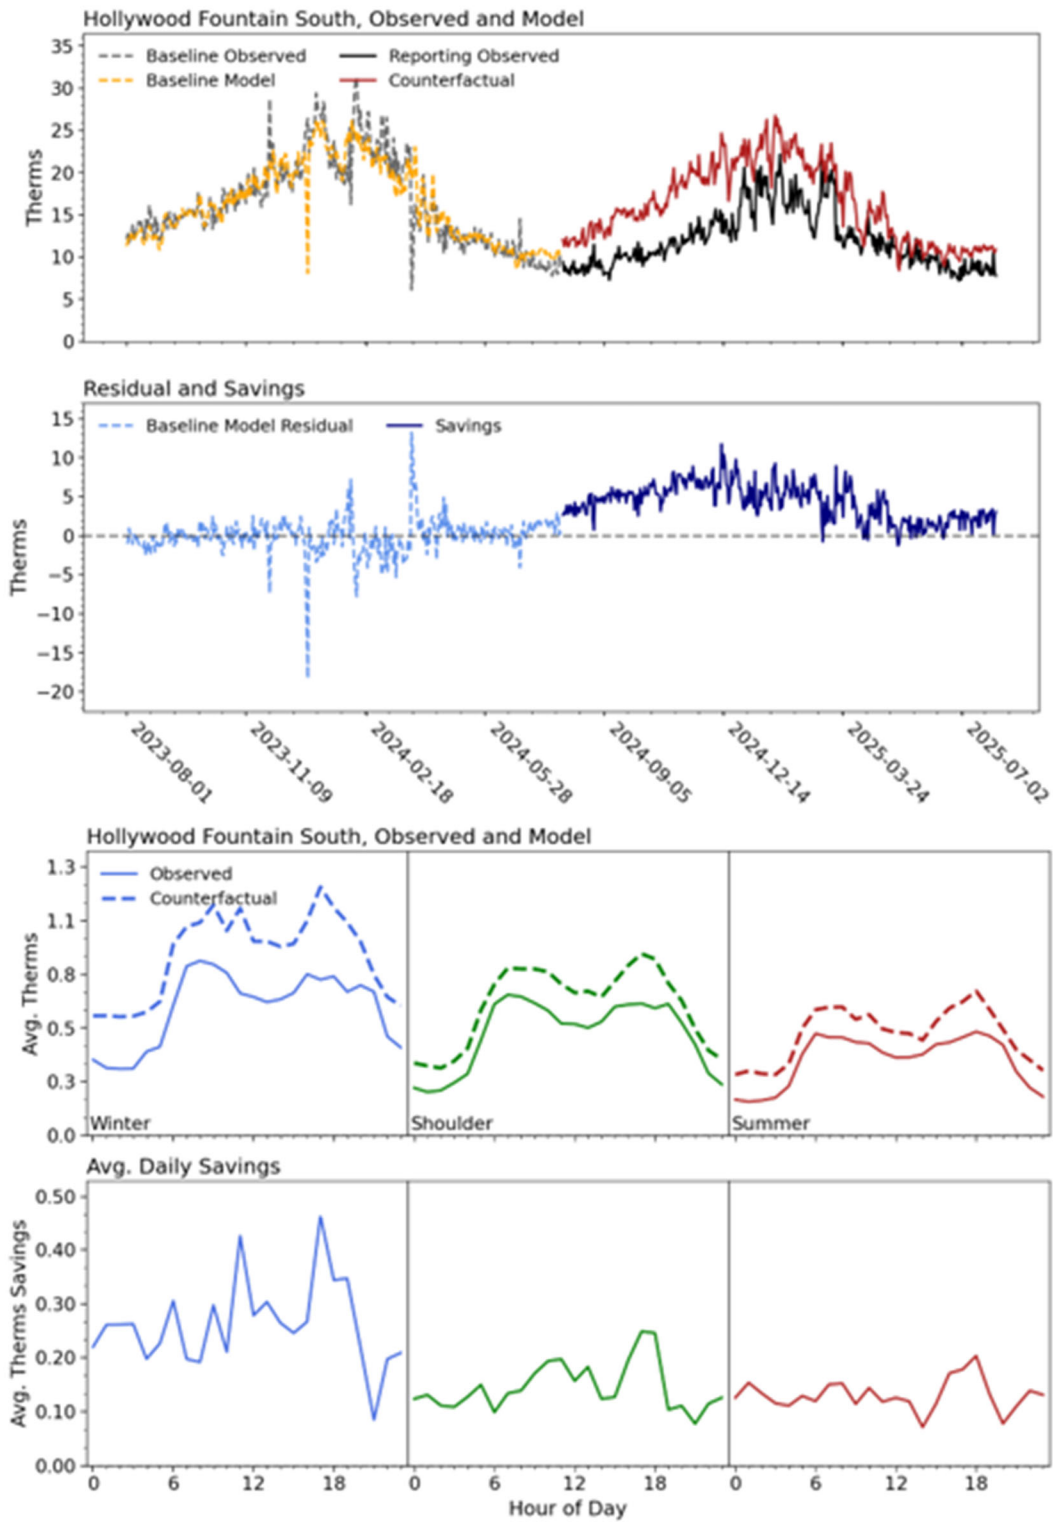 Hollywood Fountain South, Observed and Model
Baseline Observed
Reporting Observed
Baseline Model
Counterfactual
35
30
25
20
15
10
5
0
Therms
Residual and Savings
Baseline Model Residual
Savings
15
10
5
0
−5
−10
−15
−20
Therms
2023-08-01
2023-11-09
2024-02-18
2024-05-28
2024-09-05
2024-12-14
2025-03-24
2025-07-02
Hollywood Fountain South, Observed and Model
Observed
Counterfactual
1.3
1.1
0.8
0.5
0.3
0.0
Avg. Therms
Winter
Shoulder
Summer
Avg. Daily Savings
0.50
0.40
0.30
0.20
0.10
0.00
Avg. Therms Savings
0 6 12 18 0 6 12 18 0 6 12 18
Hour of Day